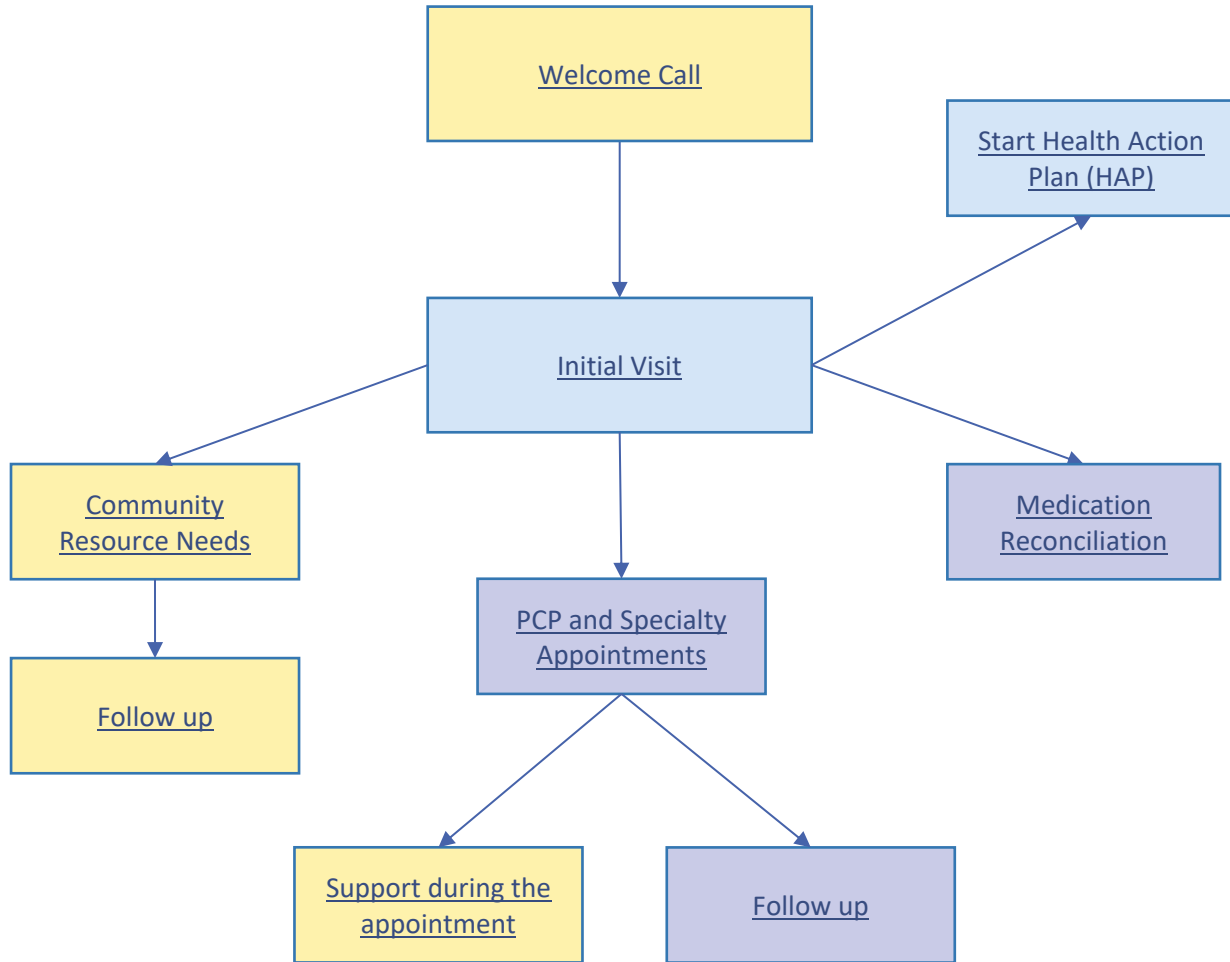 Welcome Call
Start Health Action
Plan (HAP)
Initial Visit
Community
Resource Needs
Medication
Reconciliation
PCP and Specialty
Appointments
Follow up
Support during the
appointment
Follow up